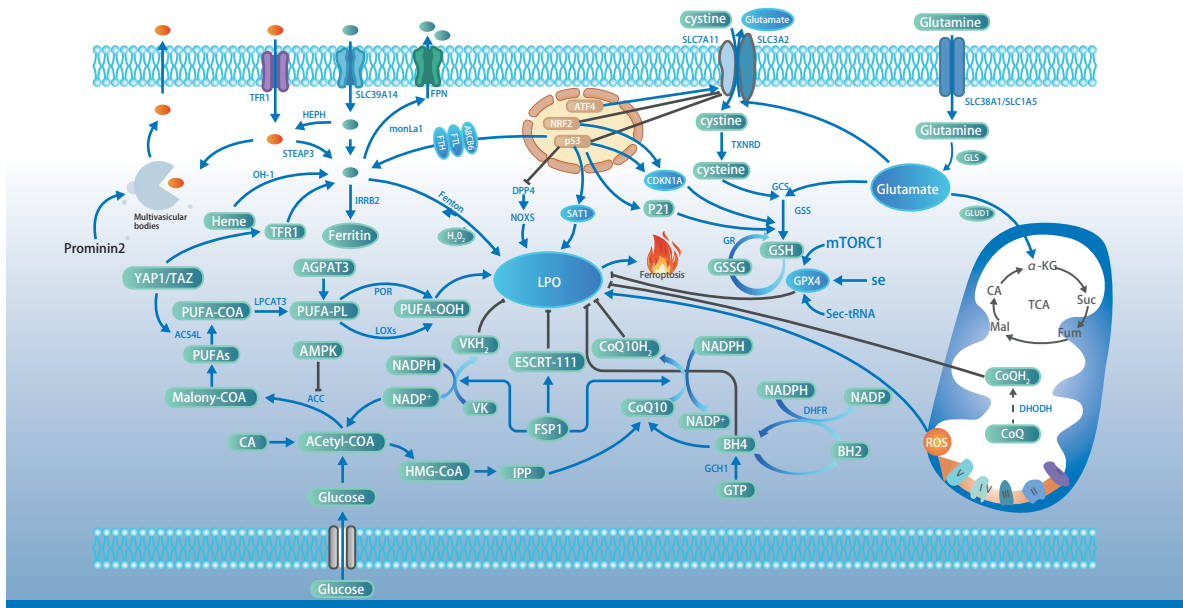 cystine
Glutamate
SLC7A11
SLC3A2
Glutamine
TFR1
SLC39A14
FPN
SLC38A1/SLC1A5
HEPH
STEAP3
monLa1
FTH
FTL
ABCB6
ATF4
NRF2
p53
cystine
TXNRD
cysteine
Glutamine
GLS
Glutamate
GLUD1
Multivasicular
bodies
Prominin2
OH-1
Heme
TFR1
IRRB2
Ferritin
Fenton
H2O2
DPP4
NOXS
SAT1
CDKN1A
P21
GCS
GSS
GR
GSH
GSSG
mTORC1
GPX4
se
Sec-tRNA
Ferroptosis
LPO
YAP1/TAZ
AGPAT3
PUFA-COA
LPCAT3
PUFA-PL
POR
LOXs
PUFA-OOH
ACS4L
PUFAs
AMPK
Malony-COA
ACC
NADPH
NADP+
VKH2
VK
ESCRT-111
FSP1
CoQ10H2
NADPH
CoQ10
NADP+
NADPH
NADP
DHFR
BH4
BH2
GCH1
GTP
CA
ACetyl-COA
HMG-CoA
IPP
Glucose
Glucose
α-KG
CA
TCA
Suc
Mal
Fum
CoQH2
DHODH
CoQ
ROS
V
IV
III
II